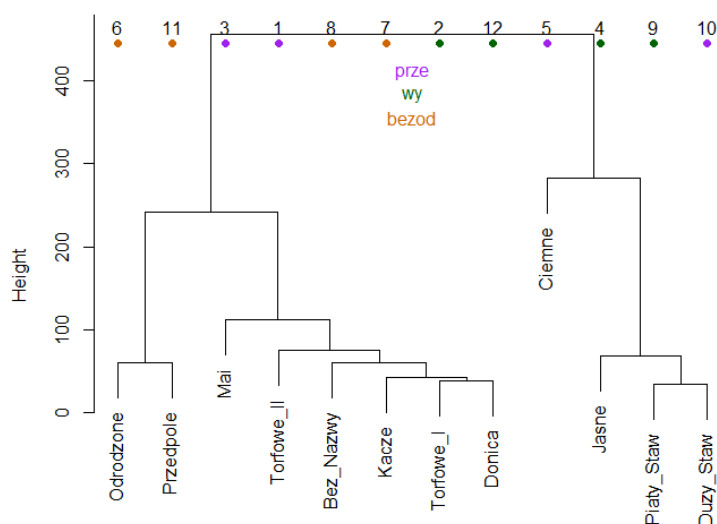 6 11 3 1 8 7 2 12 5 4 9 10
prze
wy
bezod
Height
400
300
200
100
0
Odrodzone
Przedpole
Mai
Torfowe_II
Bez_Nazwy
Kacze
Torfowe_I
Donica
Ciemne
Jasne
Piaty_Staw
Duzy_Staw